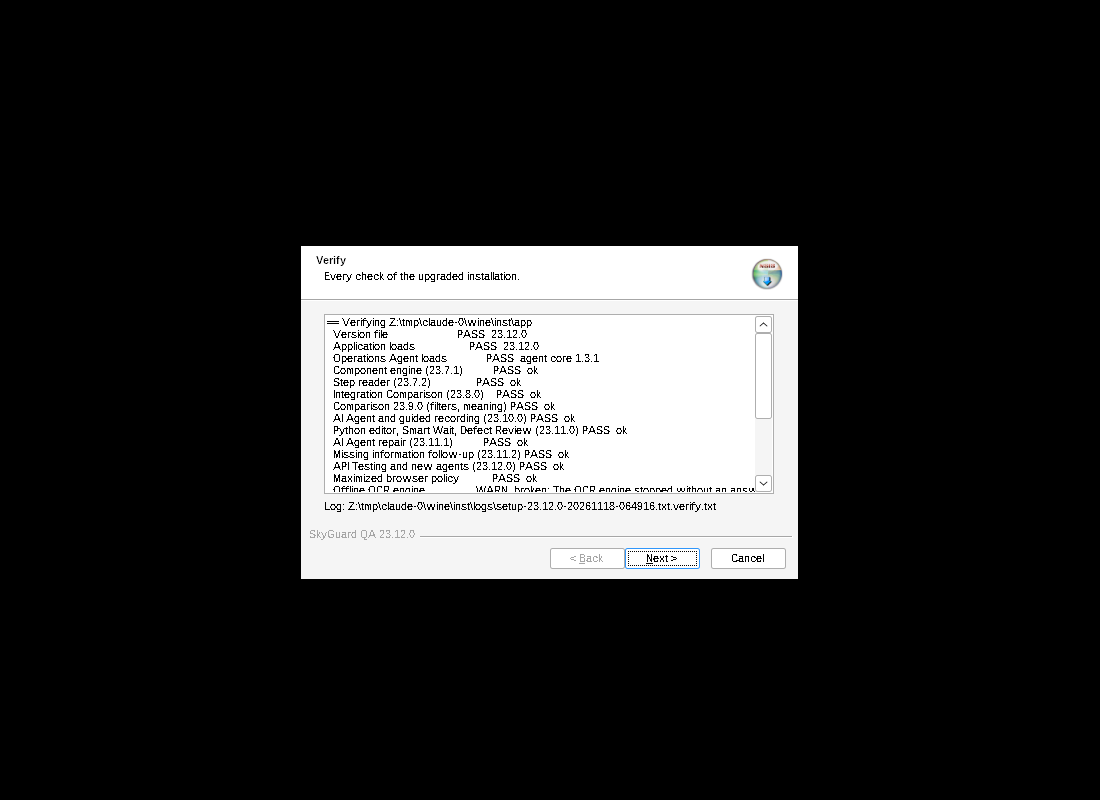 Verify
Every check of the upgraded installation.
== Verifying Z:\tmp\claude-0\wine\inst\app
Version file PASS 23.12.0
Application loads PASS 23.12.0
Operations Agent loads PASS agent core 1.3.1
Component engine (23.7.1) PASS ok
Step reader (23.7.2) PASS ok
Integration Comparison (23.8.0) PASS ok
Comparison 23.9.0 (filters, meaning) PASS ok
AI Agent and guided recording (23.10.0) PASS ok
Python editor, Smart Wait, Defect Review (23.11.0) PASS ok
AI Agent repair (23.11.1) PASS ok
Missing information follow-up (23.11.2) PASS ok
API Testing and new agents (23.12.0) PASS ok
Maximized browser policy PASS ok
Offline OCR engine WARN broken: The OCR engine stopped without an answ
Log: Z:\tmp\claude-0\wine\inst\logs\setup-23.12.0-20261118-064916.txt.verify.txt
SkyGuard QA 23.12.0
< Back
Next >
Cancel